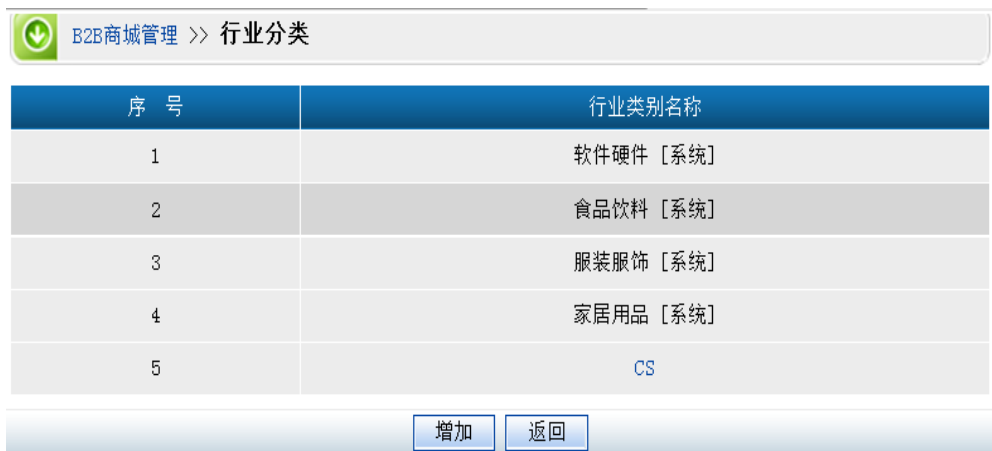 B2B商城管理 >> 行业分类
序 号 行业类别名称
1 软件硬件 [系统]
2 食品饮料 [系统]
3 服装服饰 [系统]
4 家居用品 [系统]
5 CS
增加 返回